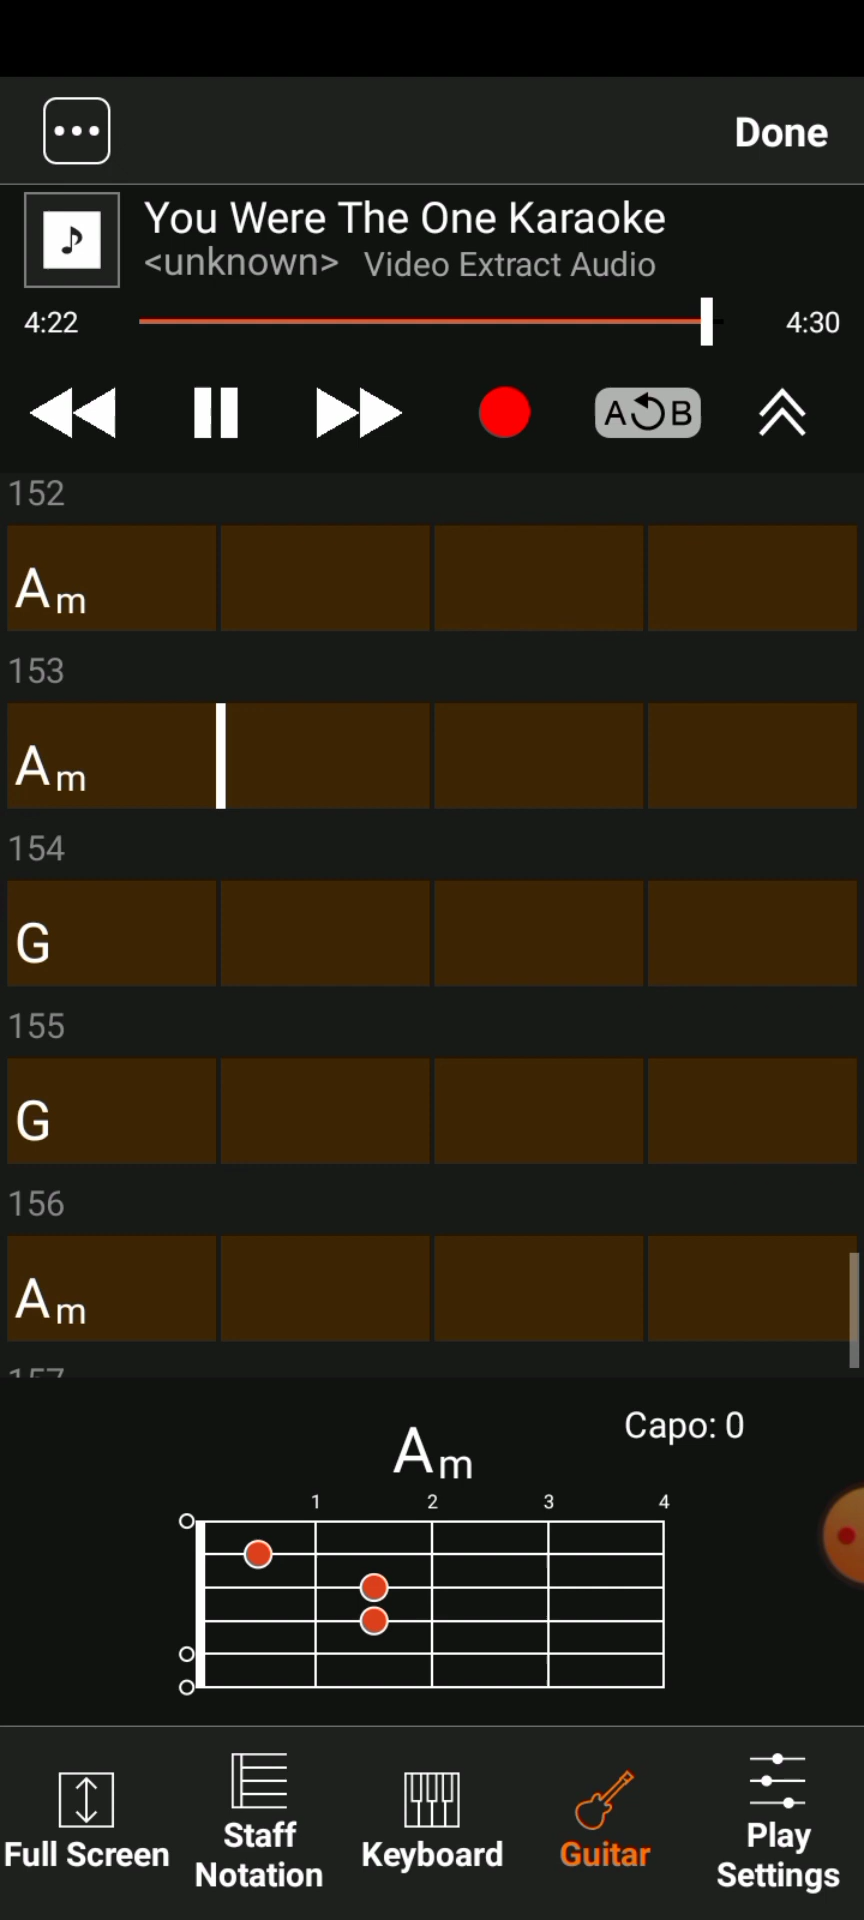 Done
You Were The One Karaoke
<unknown> Video Extract Audio
4:22 4:30
A B
152
Am
153
Am
154
G
155
G
156
Am
157
Capo: 0
Am
1 2 3 4
Full Screen
Staff Notation
Keyboard
Guitar
Play Settings